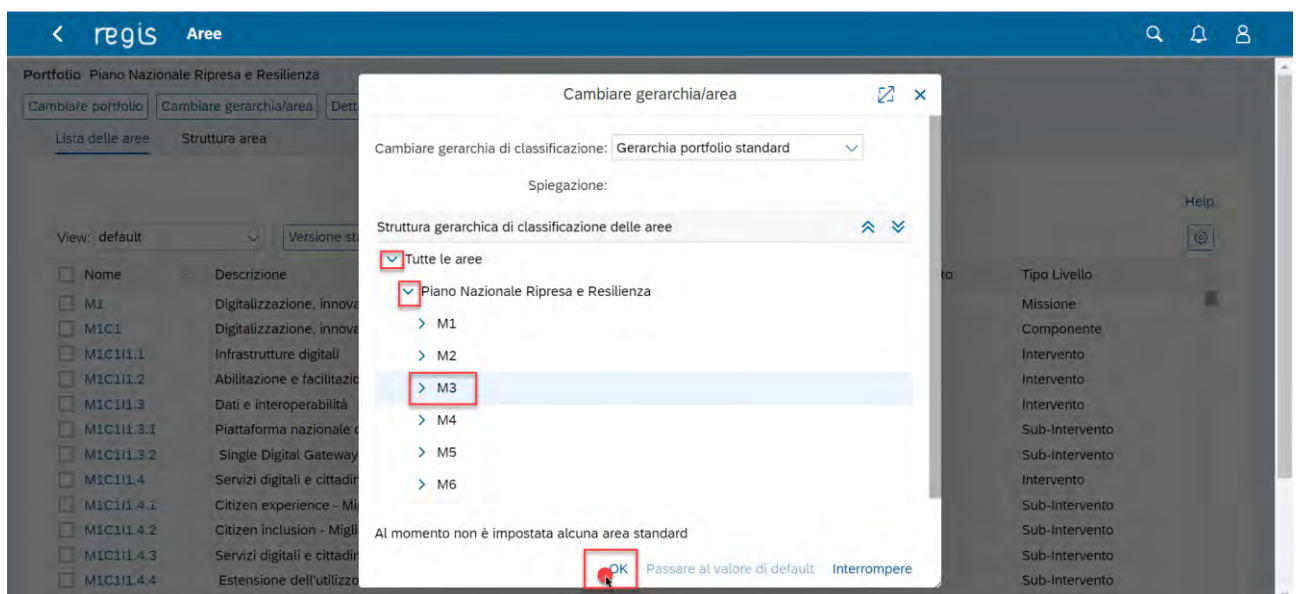 regis Aree
Portfolio Piano Nazionale Ripresa e Resilienza
Cambiare portfolio Cambiare gerarchia/area Dett
Lista delle aree Struttura area
Help
View: default Versione sta
Nome Descrizione to Tipo Livello
M1 Digitalizzazione, innova Missione
M1C1 Digitalizzazione, innova Componente
M1C1I1.1 Infrastrutture digitali Intervento
M1C1I1.2 Abilitazione e facilitazio Intervento
M1C1I1.3 Dati e interoperabilità Intervento
M1C1I1.3.1 Piattaforma nazionale d Sub-Intervento
M1C1I1.3.2 Single Digital Gateway Sub-Intervento
M1C1I1.4 Servizi digitali e cittadin Intervento
M1C1I1.4.1 Citizen experience - Mi Sub-Intervento
M1C1I1.4.2 Citizen inclusion - Migli Sub-Intervento
M1C1I1.4.3 Servizi digitali e cittadin Sub-Intervento
M1C1I1.4.4 Estensione dell'utilizzo Sub-Intervento
Cambiare gerarchia/area
Cambiare gerarchia di classificazione: Gerarchia portfolio standard
Spiegazione:
Struttura gerarchica di classificazione delle aree
Tutte le aree
Piano Nazionale Ripresa e Resilienza
M1
M2
M3
M4
M5
M6
Al momento non è impostata alcuna area standard
OK Passare al valore di default Interrompere